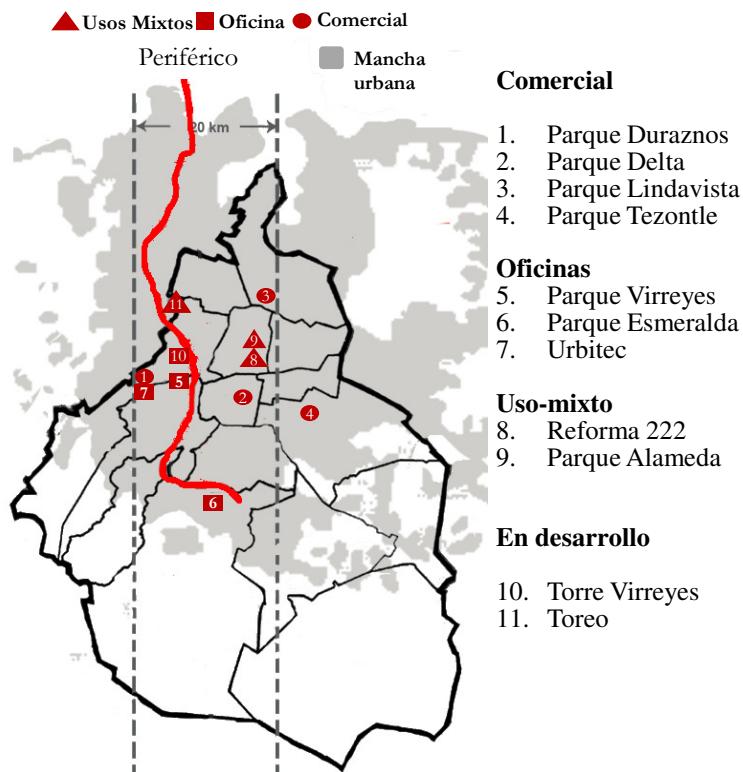 Usos Mixtos Oficina Comercial
Periférico
Mancha
urbana
20 km
11
3
9
8
10
1
5
7
2
4
6
Comercial
1. Parque Duraznos
2. Parque Delta
3. Parque Lindavista
4. Parque Tezontle
Oficinas
5. Parque Virreyes
6. Parque Esmeralda
7. Urbitec
Uso-mixto
8. Reforma 222
9. Parque Alameda
En desarrollo
10. Torre Virreyes
11. Toreo